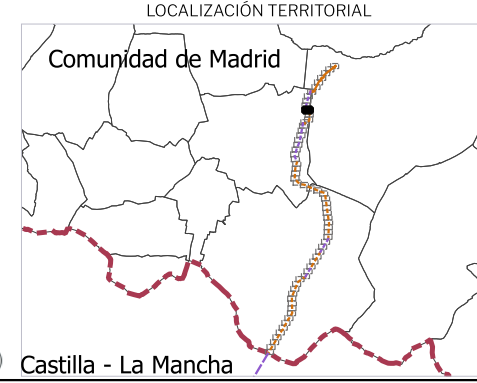 LOCALIZACIÓN TERRITORIAL
Comunidad de Madrid
Castilla - La Mancha